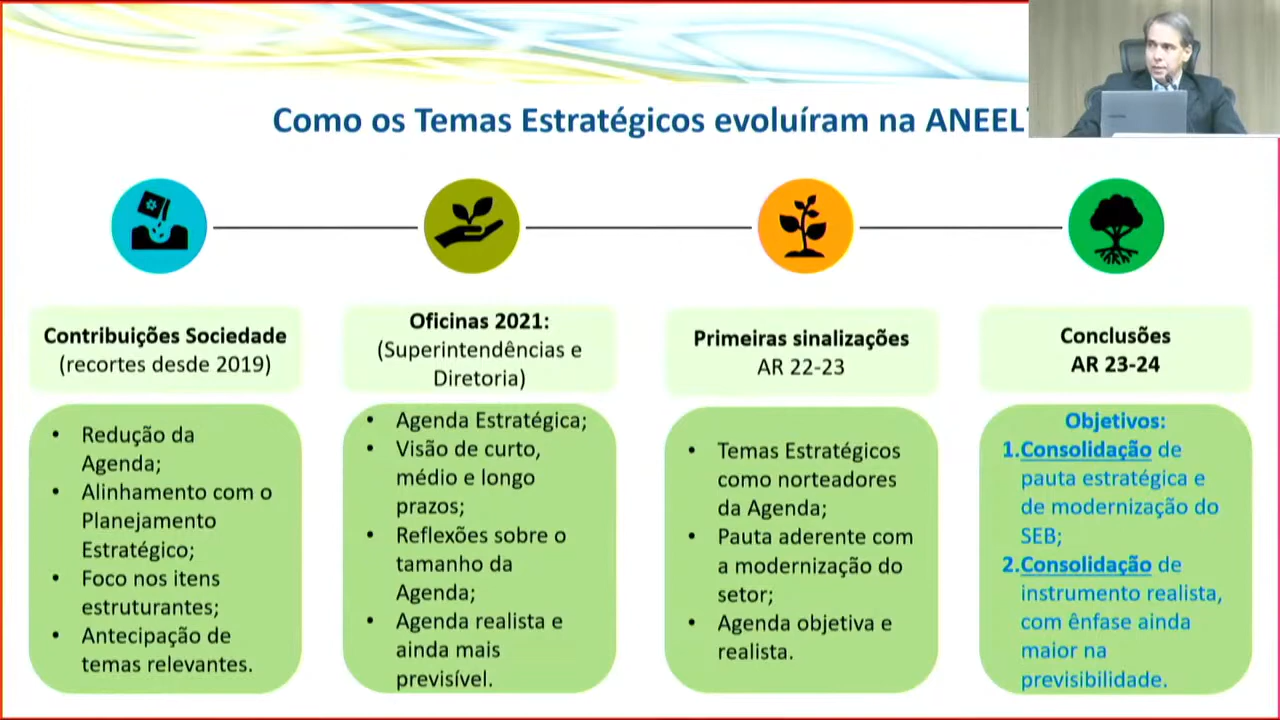 Como os Temas Estratégicos evoluíram na ANEEL
Contribuições Sociedade
(recortes desde 2019)
• Redução da
Agenda;
• Alinhamento com o
Planejamento
Estratégico;
• Foco nos itens
estruturantes;
• Antecipação de
temas relevantes.
Oficinas 2021:
(Superintendências e
Diretoria)
• Agenda Estratégica;
• Visão de curto,
médio e longo
prazos;
• Reflexões sobre o
tamanho da
Agenda;
• Agenda realista e
ainda mais
previsível.
Primeiras sinalizações
AR 22-23
• Temas Estratégicos
como norteadores
da Agenda;
• Pauta aderente com
a modernização do
setor;
• Agenda objetiva e
realista.
Conclusões
AR 23-24
Objetivos:
1.Consolidação de
pauta estratégica e
de modernização do
SEB;
2.Consolidação de
instrumento realista,
com ênfase ainda
maior na
previsibilidade.